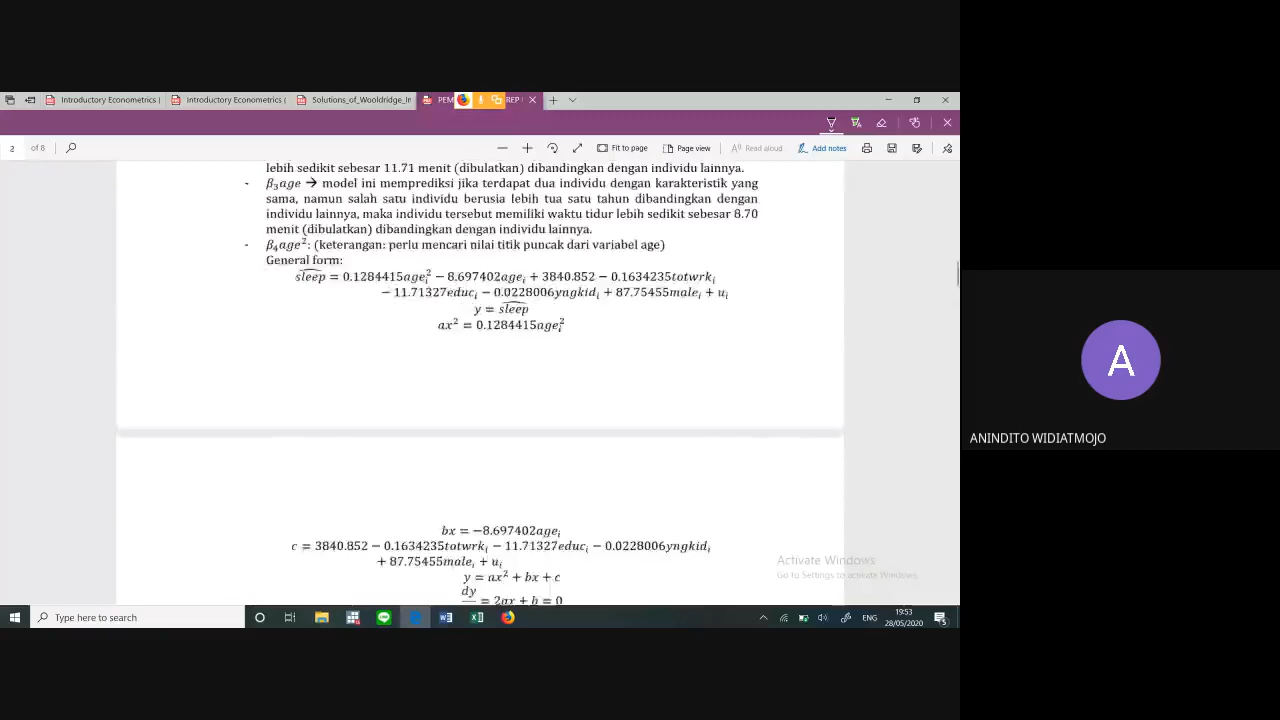 Introductory Econometrics (
Introductory Econometrics (
Solutions_of_Wooldridge_In
PEM
REP
2 of 8
Fit to page
Page view
Read aloud
Add notes
lebih sedikit sebesar 11.71 menit (dibulatkan) dibandingkan dengan individu lainnya.
- β₃age → model ini memprediksi jika terdapat dua individu dengan karakteristik yang
sama, namun salah satu individu berusia lebih tua satu tahun dibandingkan dengan
individu lainnya, maka individu tersebut memiliki waktu tidur lebih sedikit sebesar 8.70
menit (dibulatkan) dibandingkan dengan individu lainnya.
- β₄age²: (keterangan: perlu mencari nilai titik puncak dari variabel age)
General form:
sleep̂ = 0.1284415ageᵢ² − 8.697402ageᵢ + 3840.852 − 0.1634235totwrkᵢ
− 11.71327educᵢ − 0.0228006yngkidᵢ + 87.75455maleᵢ + uᵢ
y = sleep̂
ax² = 0.1284415ageᵢ²
bx = −8.697402ageᵢ
c = 3840.852 − 0.1634235totwrkᵢ − 11.71327educᵢ − 0.0228006yngkidᵢ
+ 87.75455maleᵢ + uᵢ
y = ax² + bx + c
dy
= 2ax + b = 0
Activate Windows
Go to Settings to activate Windows.
A
ANINDITO WIDIATMOJO
Type here to search
ENG
19:53
28/05/2020